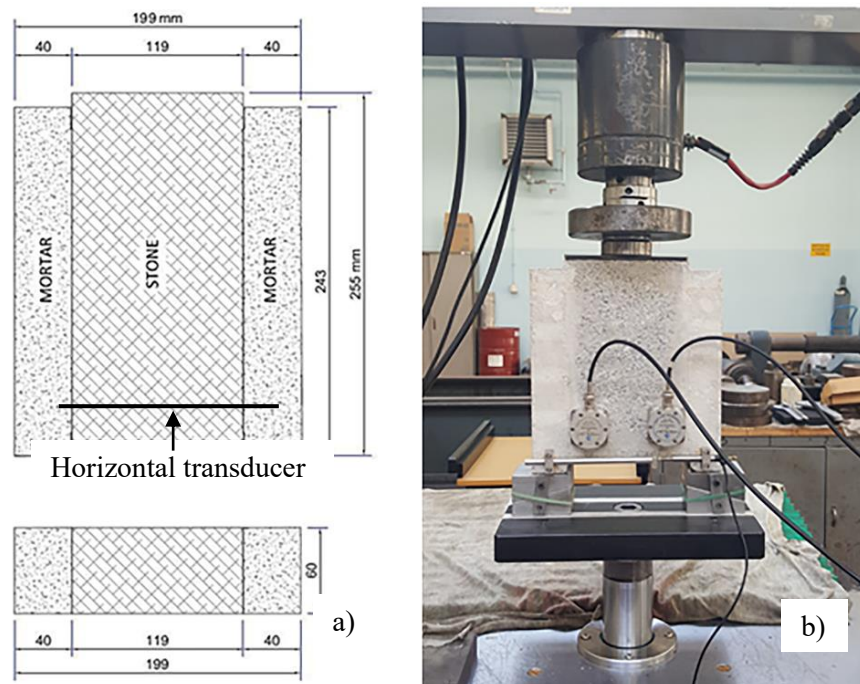 199 mm
40 119 40
MORTAR
STONE
MORTAR
243
255 mm
Horizontal transducer
60
40 119 40
199
a)
b)